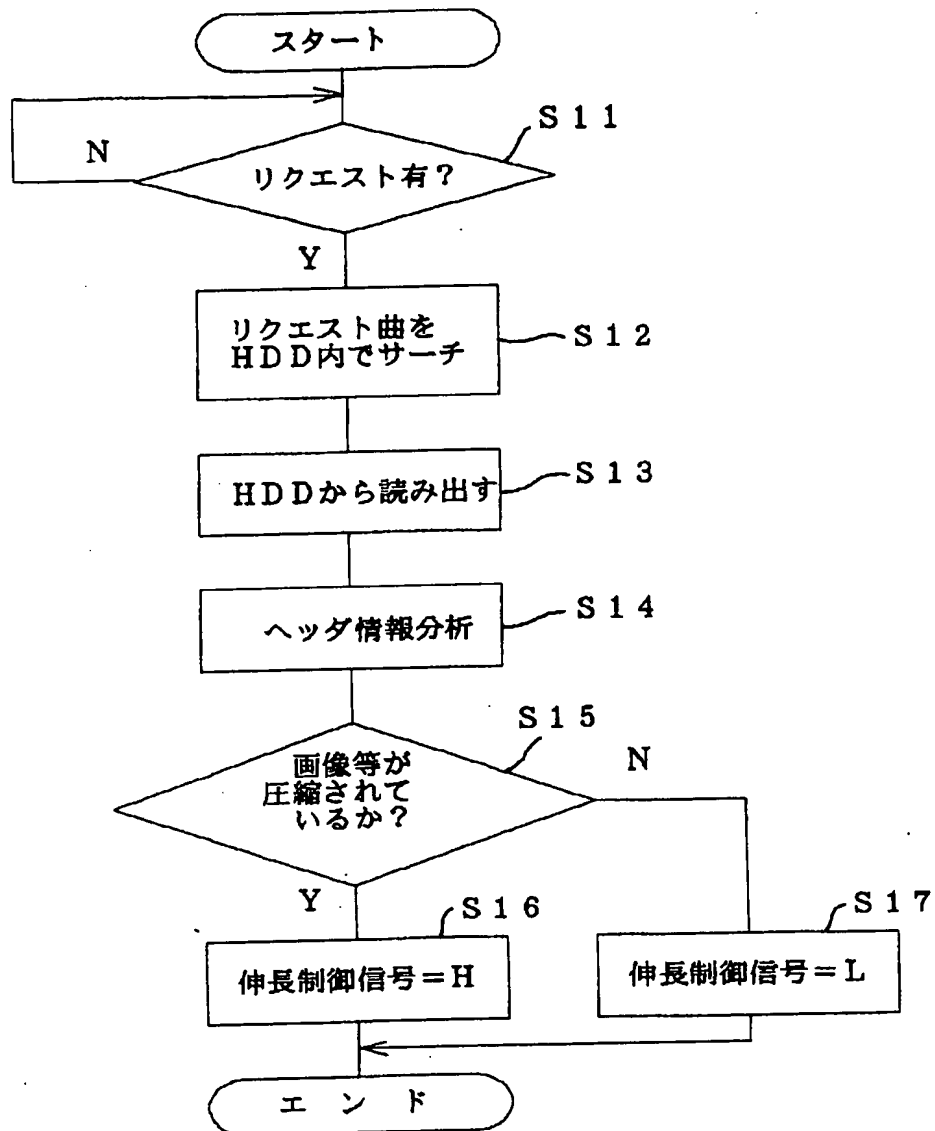 スタート
S11
N
リクエスト有？
Y
リクエスト曲を
HDD内でサーチ
S12
HDDから読み出す
S13
ヘッダ情報分析
S14
S15
画像等が
圧縮されて
いるか？
N
Y
S16
S17
伸長制御信号＝H
伸長制御信号＝L
エンド